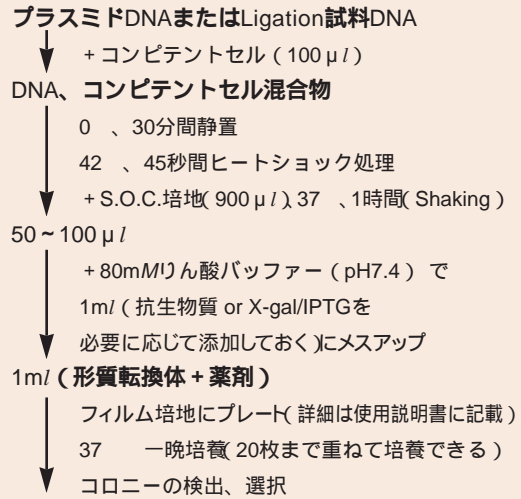 プラスミドDNAまたはLigation試料DNA
+コンピテントセル(100μl)
DNA、コンピテントセル混合物
0 、30分間静置
42 、45秒間ヒートショック処理
+S.O.C.培地(900μl)、37 、1時間(Shaking)
50~100μl
+80mMりん酸バッファー(pH7.4) で
1ml(抗生物質 or X-gal/IPTGを
必要に応じて添加しておく)にメスアップ
1ml(形質転換体+薬剤)
フィルム培地にプレート(詳細は使用説明書に記載)
37 一晩培養(20枚まで重ねて培養できる)
コロニーの検出、選択